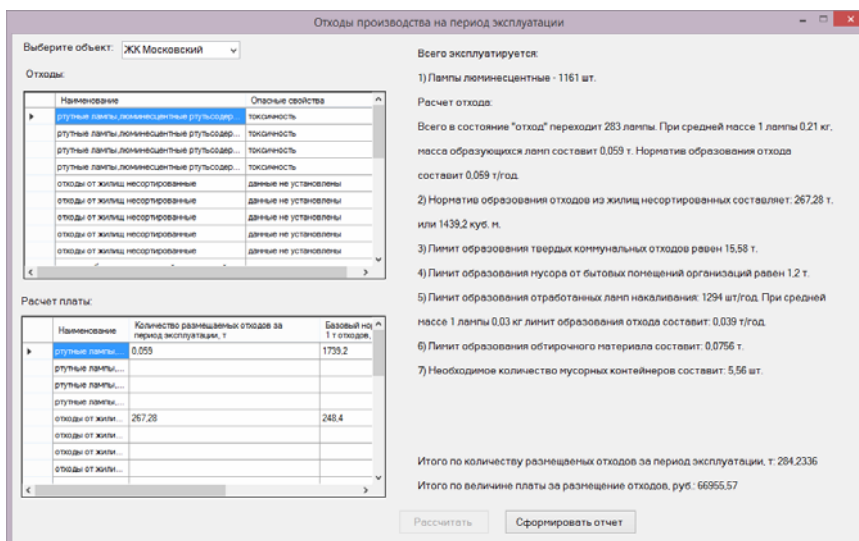 Отходы производства на период эксплуатации
Выберите объект: ЖК Московский
Отходы:
Наименование Опасные свойства
ртутные лампы,люминесцентные ртутьсодер... токсичность
ртутные лампы,люминесцентные ртутьсодер... токсичность
ртутные лампы,люминесцентные ртутьсодер... токсичность
ртутные лампы,люминесцентные ртутьсодер... токсичность
отходы от жилищ несортированные данные не установлены
отходы от жилищ несортированные данные не установлены
отходы от жилищ несортированные данные не установлены
отходы от жилищ несортированные данные не установлены
отходы от жилищ несортированные данные не установлены
Расчет платы:
Наименование Количество размещаемых отходов за период эксплуатации, т Базовый 1 т отходов,
ртутные лампы,... 0,059 1739,2
ртутные лампы,...
ртутные лампы,...
ртутные лампы,...
отходы от жили... 267,28 248,4
отходы от жили...
отходы от жили...
отходы от жили...
Всего эксплуатируется:
1) Лампы люминесцентные - 1161 шт.
Расчет отхода:
Всего в состояние "отход" переходит 283 лампы. При средней массе 1 лампы 0,21 кг,
масса образующихся ламп составит 0,059 т. Норматив образования отхода
составит 0,059 т/год.
2) Норматив образования отходов из жилищ несортированных составляет: 267,28 т.
или 1439,2 куб. м.
3) Лимит образования твердых коммунальных отходов равен 15,58 т.
4) Лимит образования мусора от бытовых помещений организаций равен 1,2 т.
5) Лимит образования отработанных ламп накаливания: 1294 шт/год. При средней
массе 1 лампы 0,03 кг лимит образования отхода составит: 0,039 т/год.
6) Лимит образования обтирочного материала составит: 0,0756 т.
7) Необходимое количество мусорных контейнеров составит: 5,56 шт.
Итого по количеству размещаемых отходов за период эксплуатации, т: 284,2336
Итого по величине платы за размещение отходов, руб.: 66955,57
Рассчитать Сформировать отчет